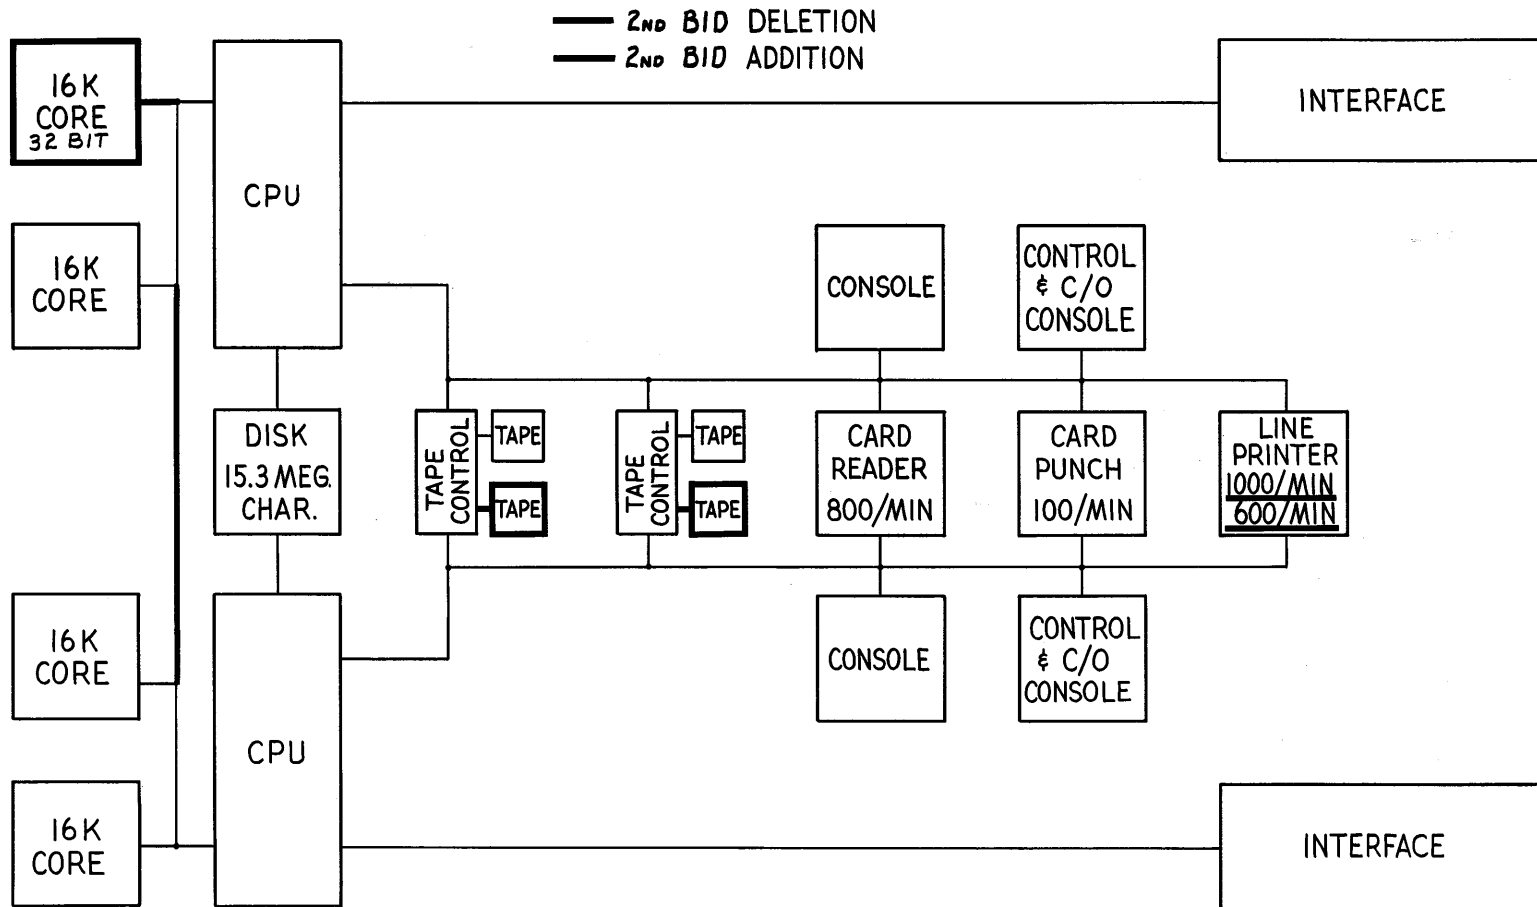 2ND BID DELETION
2ND BID ADDITION
16K
CORE
32 BIT
CPU
INTERFACE
16K
CORE
CONSOLE
CONTROL
& C/O
CONSOLE
DISK
15.3 MEG.
CHAR.
TAPE
CONTROL
TAPE
TAPE
TAPE
CONTROL
TAPE
TAPE
CARD
READER
800/MIN
CARD
PUNCH
100/MIN
LINE
PRINTER
1000/MIN
600/MIN
16K
CORE
CPU
CONSOLE
CONTROL
& C/O
CONSOLE
16K
CORE
INTERFACE